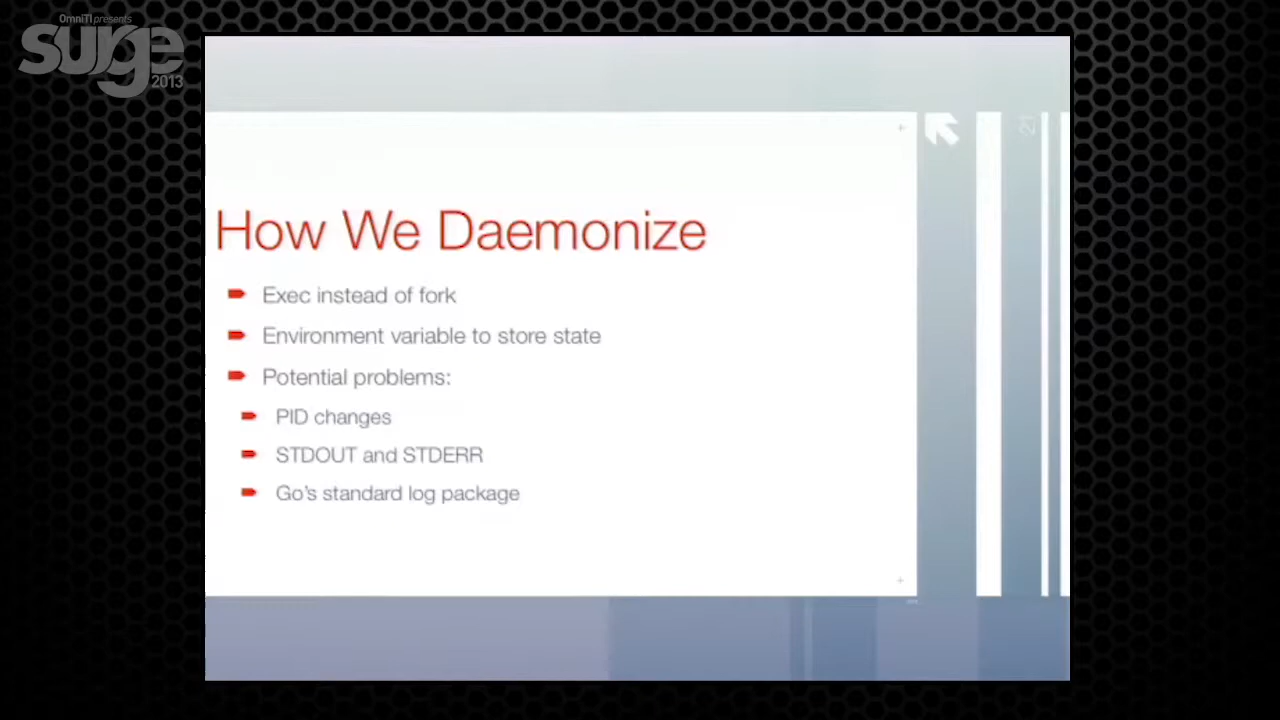 OmniTI presents
surge
2013
21
How We Daemonize
Exec instead of fork
Environment variable to store state
Potential problems:
PID changes
STDOUT and STDERR
Go's standard log package